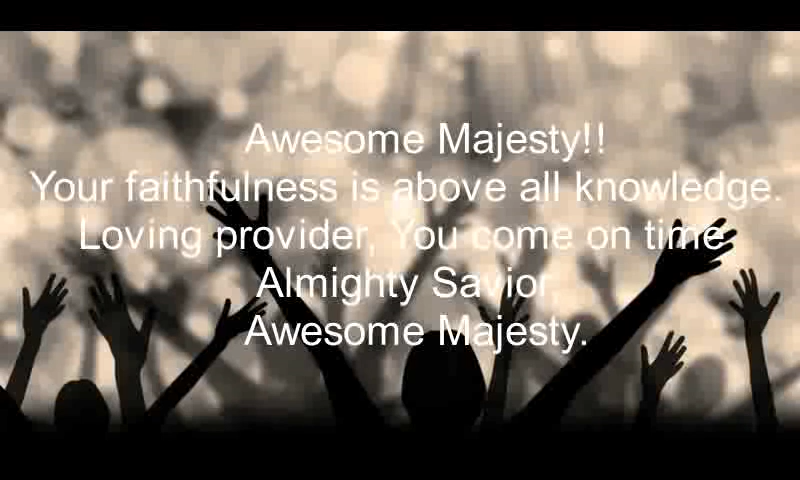 Awesome Majesty!!
Your faithfulness is above all knowledge.
Loving provider, You come on time
Almighty Savior,
Awesome Majesty.